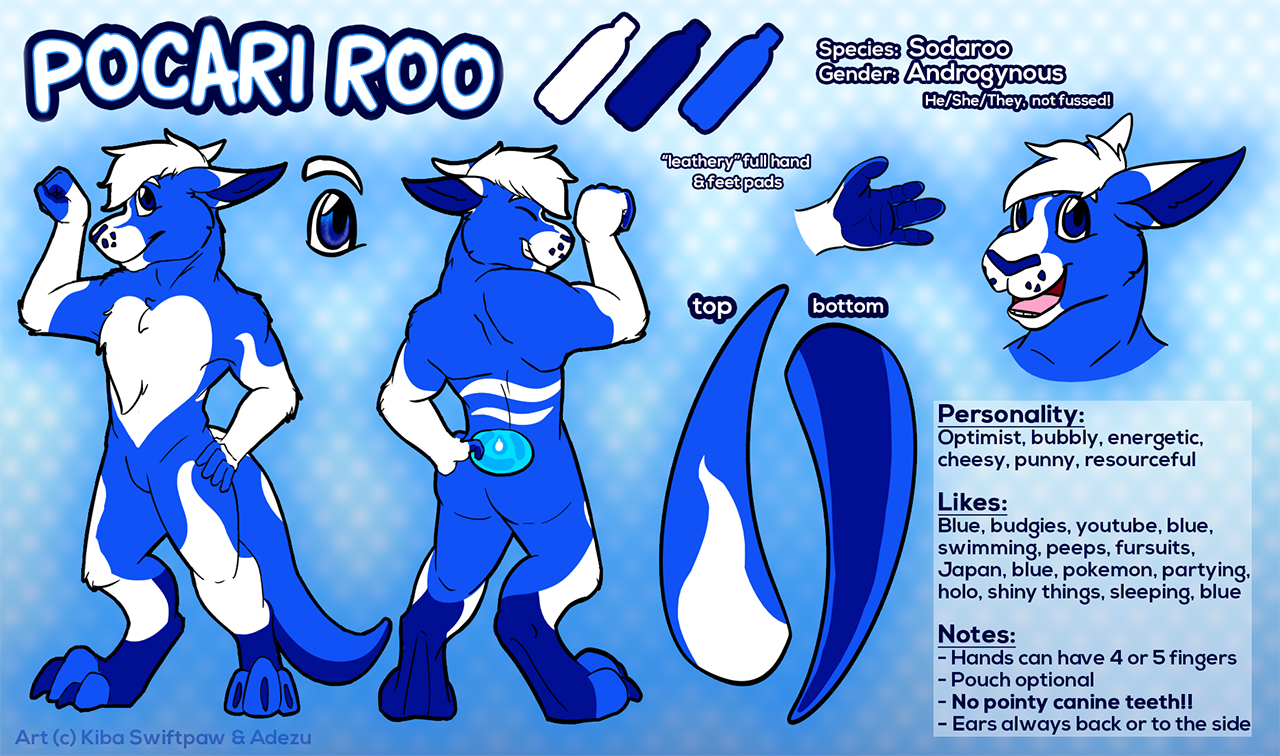 POCARI ROO
Species: Sodaroo
Gender: Androgynous
He/She/They, not fussed!
"leathery" full hand
& feet pads
top
bottom
Personality:
Optimist, bubbly, energetic,
cheesy, punny, resourceful
Likes:
Blue, budgies, youtube, blue,
swimming, peeps, fursuits,
Japan, blue, pokemon, partying,
holo, shiny things, sleeping, blue
Notes:
- Hands can have 4 or 5 fingers
- Pouch optional
- No pointy canine teeth!!
- Ears always back or to the side
Art (c) Kiba Swiftpaw & Adezu